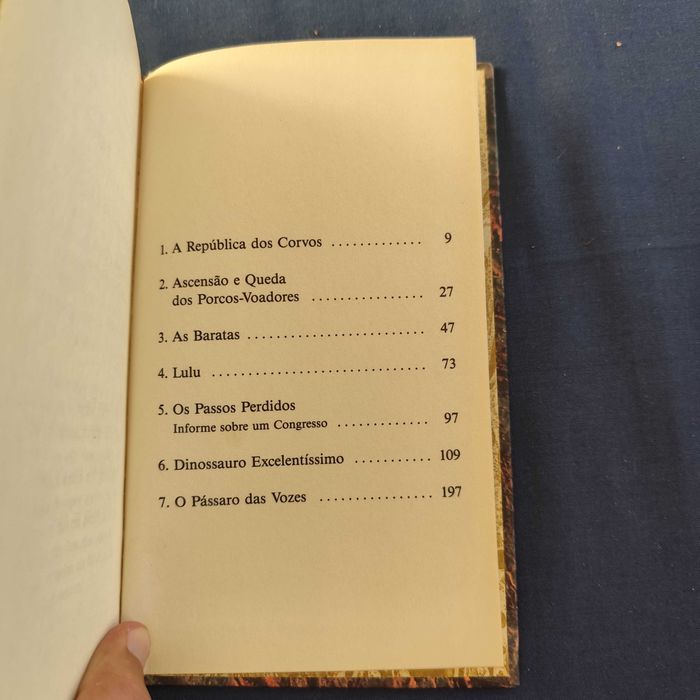 1. A República dos Corvos ............. 9
2. Ascensão e Queda
dos Porcos-Voadores ................ 27
3. As Baratas ......................... 47
4. Lulu .............................. 73
5. Os Passos Perdidos
Informe sobre um Congresso ............. 97
6. Dinossauro Excelentíssimo ........... 109
7. O Pássaro das Vozes ................ 197